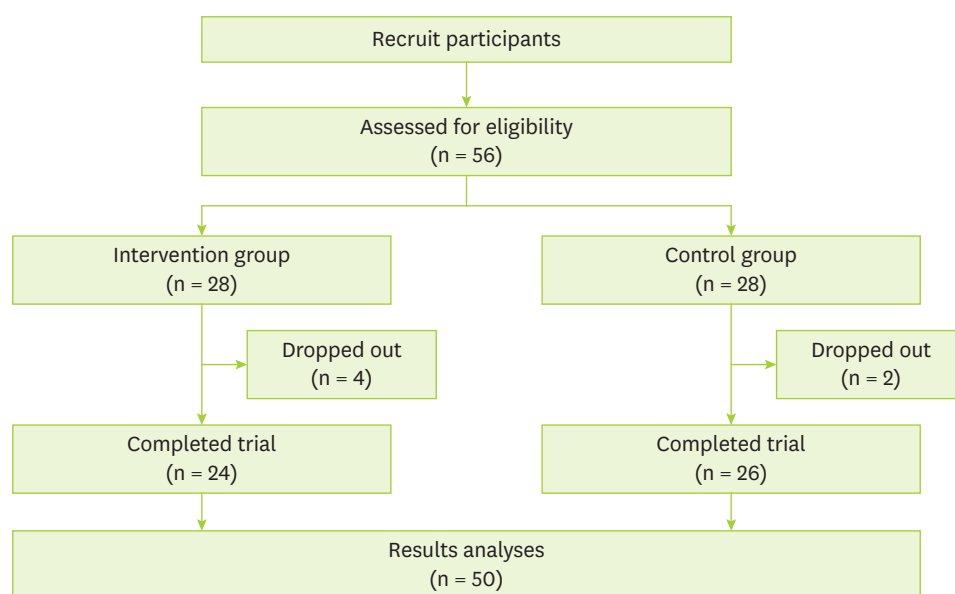 Recruit participants
Assessed for eligibility
(n = 56)
Intervention group
(n = 28)
Control group
(n = 28)
Dropped out
(n = 4)
Dropped out
(n = 2)
Completed trial
(n = 24)
Completed trial
(n = 26)
Results analyses
(n = 50)